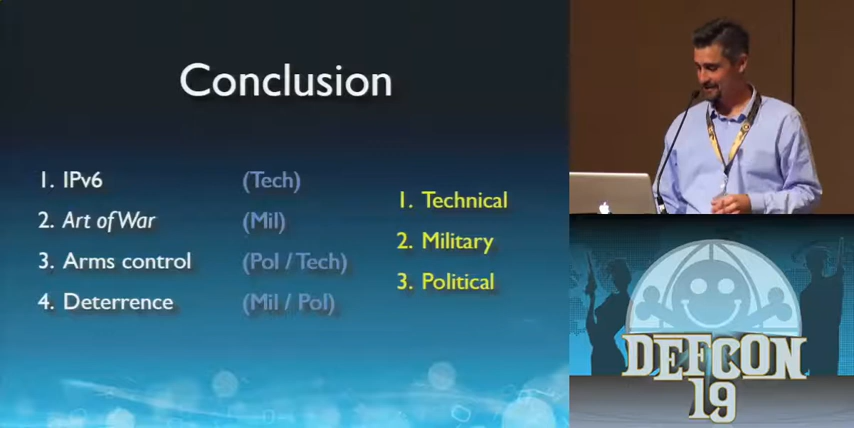 Conclusion
1. IPv6 (Tech)
2. Art of War (Mil)
3. Arms control (Pol / Tech)
4. Deterrence (Mil / Pol)
1. Technical
2. Military
3. Political
DEFCON
19